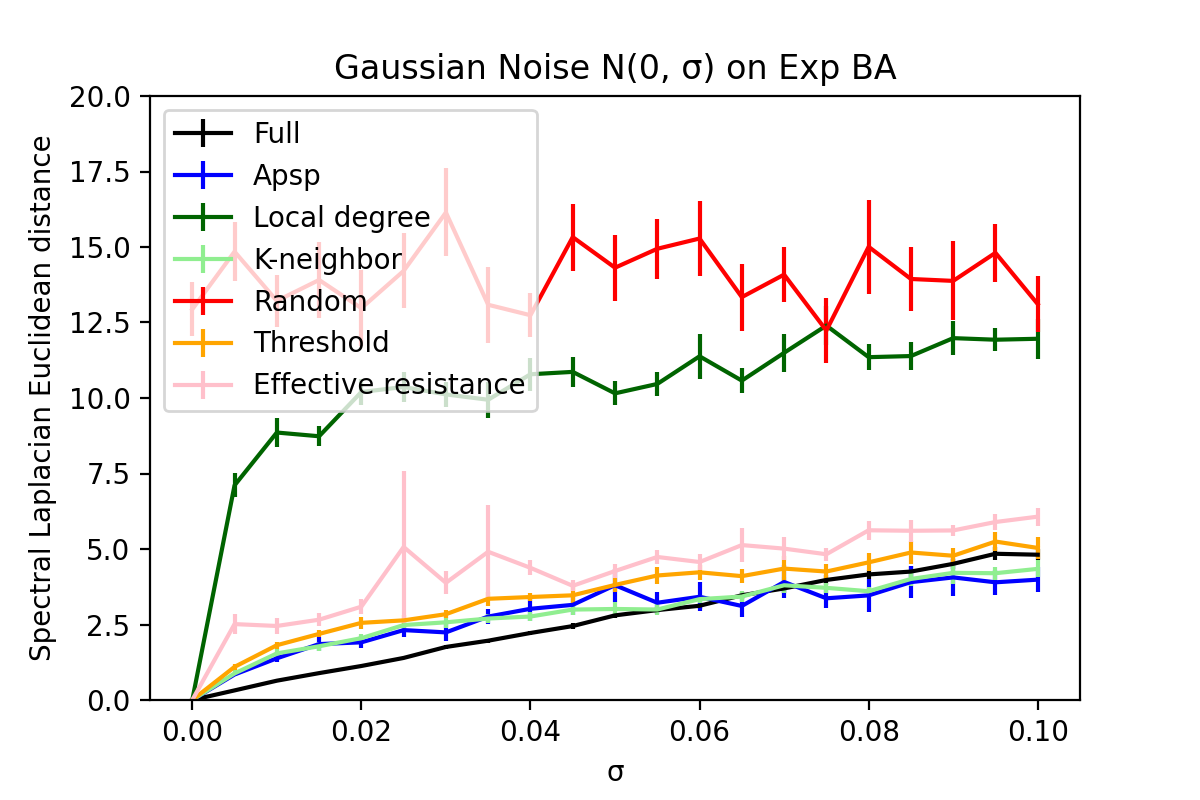 Gaussian Noise N(0, σ) on Exp BA
Spectral Laplacian Euclidean distance
20.0
17.5
15.0
12.5
10.0
7.5
5.0
2.5
0.0
Full
Apsp
Local degree
K-neighbor
Random
Threshold
Effective resistance
0.00 0.02 0.04 0.06 0.08 0.10
σ